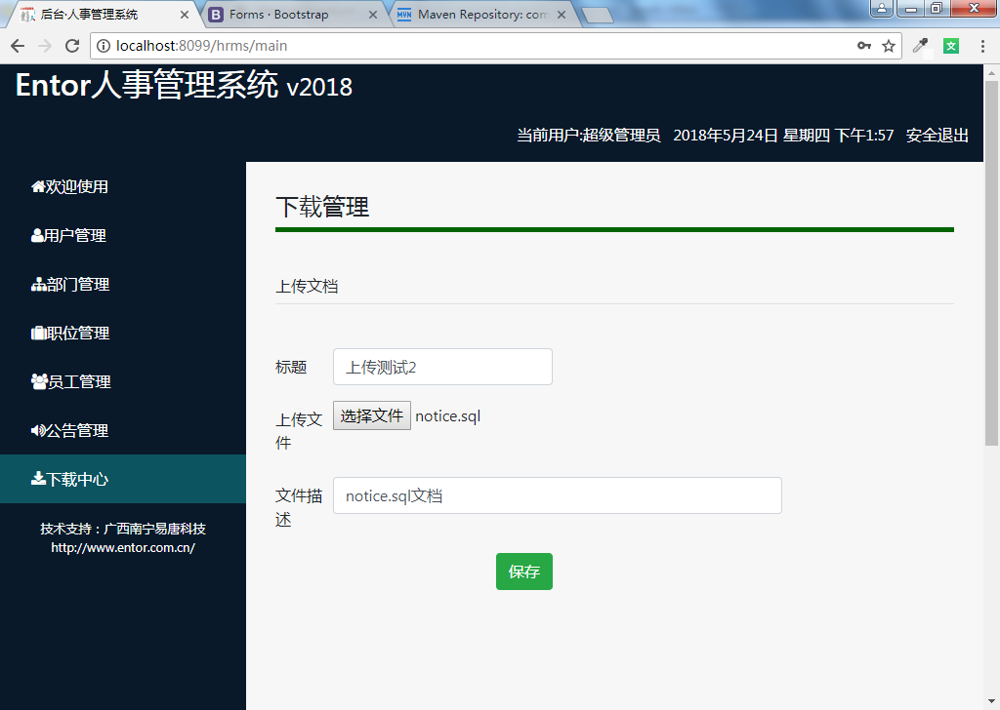 后台·人事管理系统
Forms · Bootstrap
Maven Repository: com
localhost:8099/hrms/main
Entor人事管理系统 v2018
当前用户:超级管理员 2018年5月24日 星期四 下午1:57 安全退出
欢迎使用
用户管理
部门管理
职位管理
员工管理
公告管理
下载中心
技术支持：广西南宁易唐科技
http://www.entor.com.cn/
下载管理
上传文档
标题
上传测试2
上传文
件
选择文件 notice.sql
文件描
述
notice.sql文档
保存